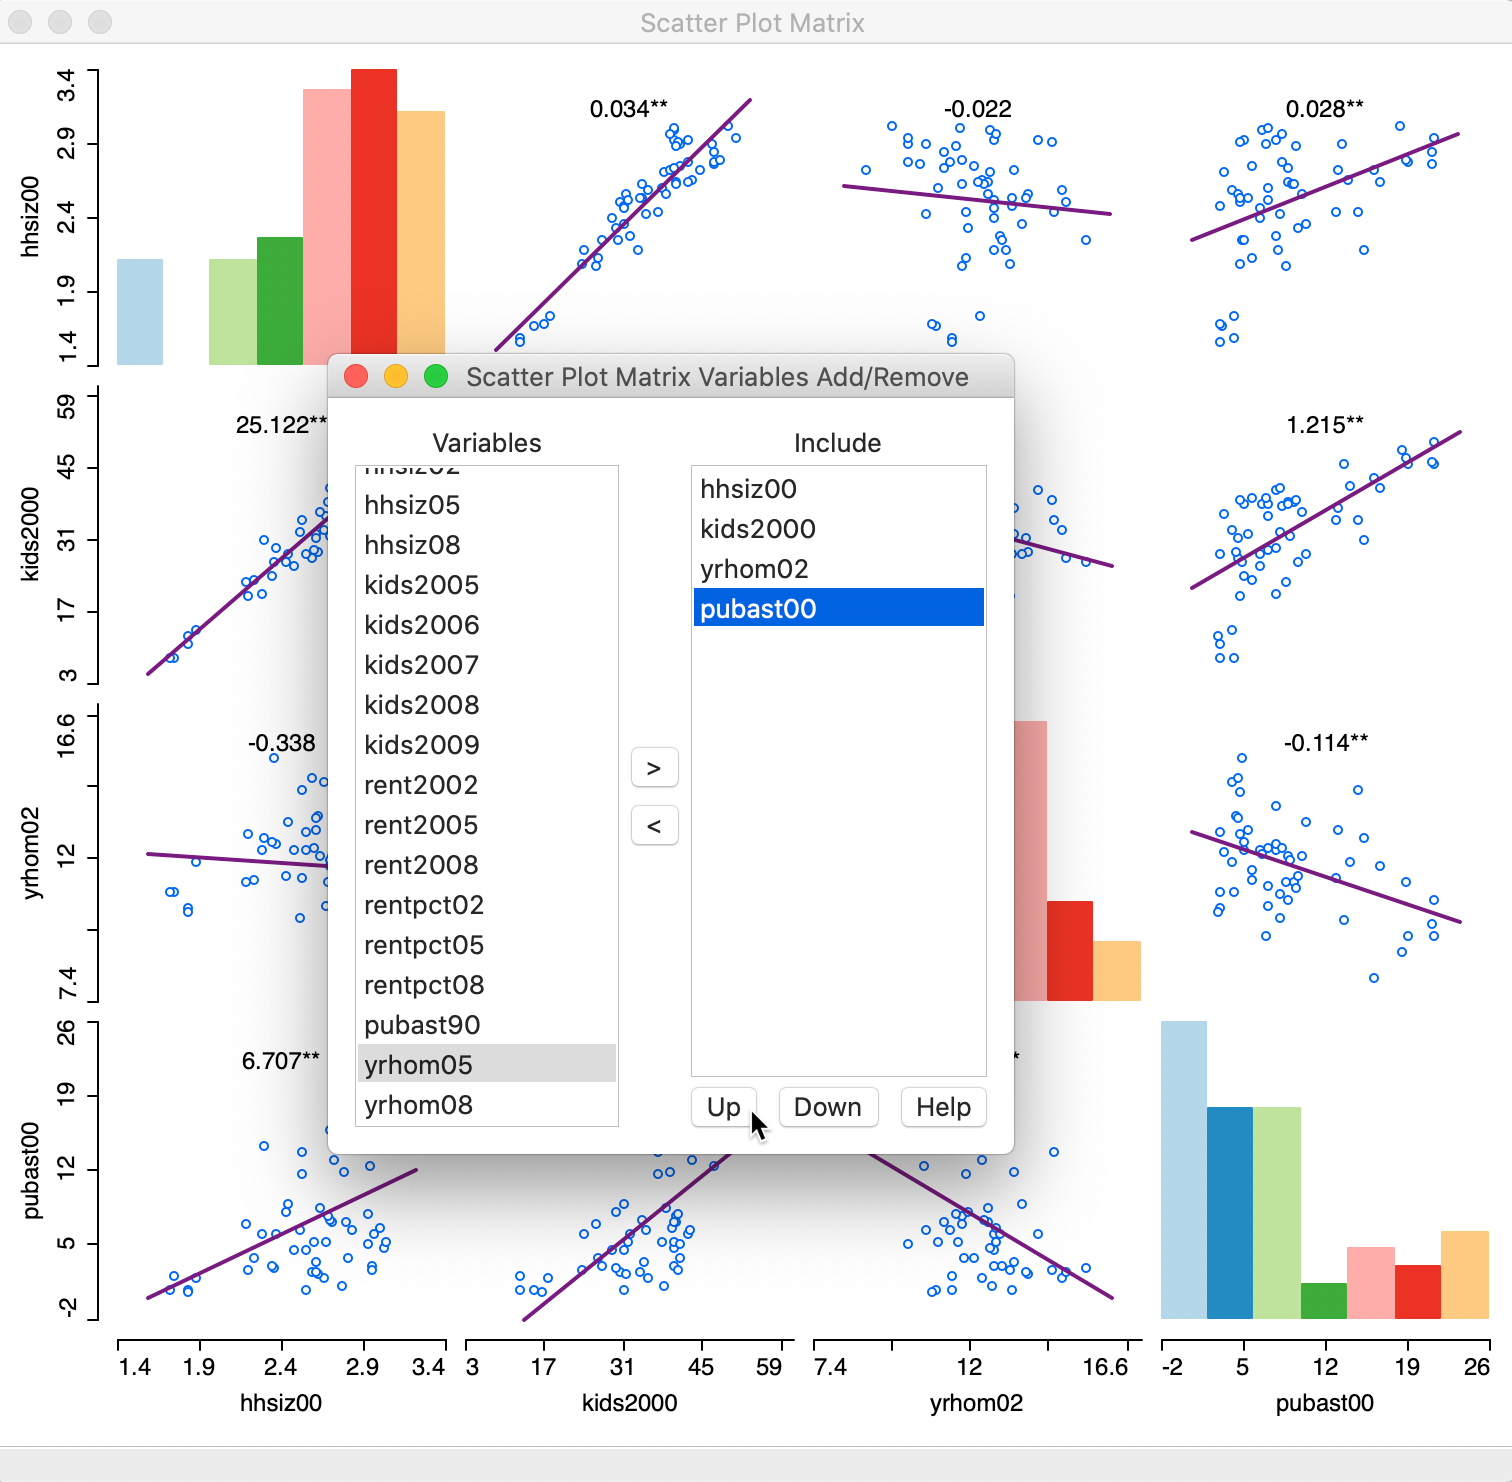 Scatter Plot Matrix
3.4
2.9
2.4
1.9
1.4
hhsiz00
0.034**
-0.022
0.028**
59
45
31
17
3
kids2000
25.122**
1.215**
16.6
12
7.4
yrhom02
-0.338
-0.114**
26
19
12
5
-2
pubast00
6.707**
*
Scatter Plot Matrix Variables Add/Remove
Variables
hhsiz02
hhsiz05
hhsiz08
kids2005
kids2006
kids2007
kids2008
kids2009
rent2002
rent2005
rent2008
rentpct02
rentpct05
rentpct08
pubast90
yrhom05
yrhom08
>
<
Include
hhsiz00
kids2000
yrhom02
pubast00
Up
Down
Help
1.4 1.9 2.4 2.9 3.4
3 17 31 45 59
7.4 12 16.6
-2 5 12 19 26
hhsiz00
kids2000
yrhom02
pubast00